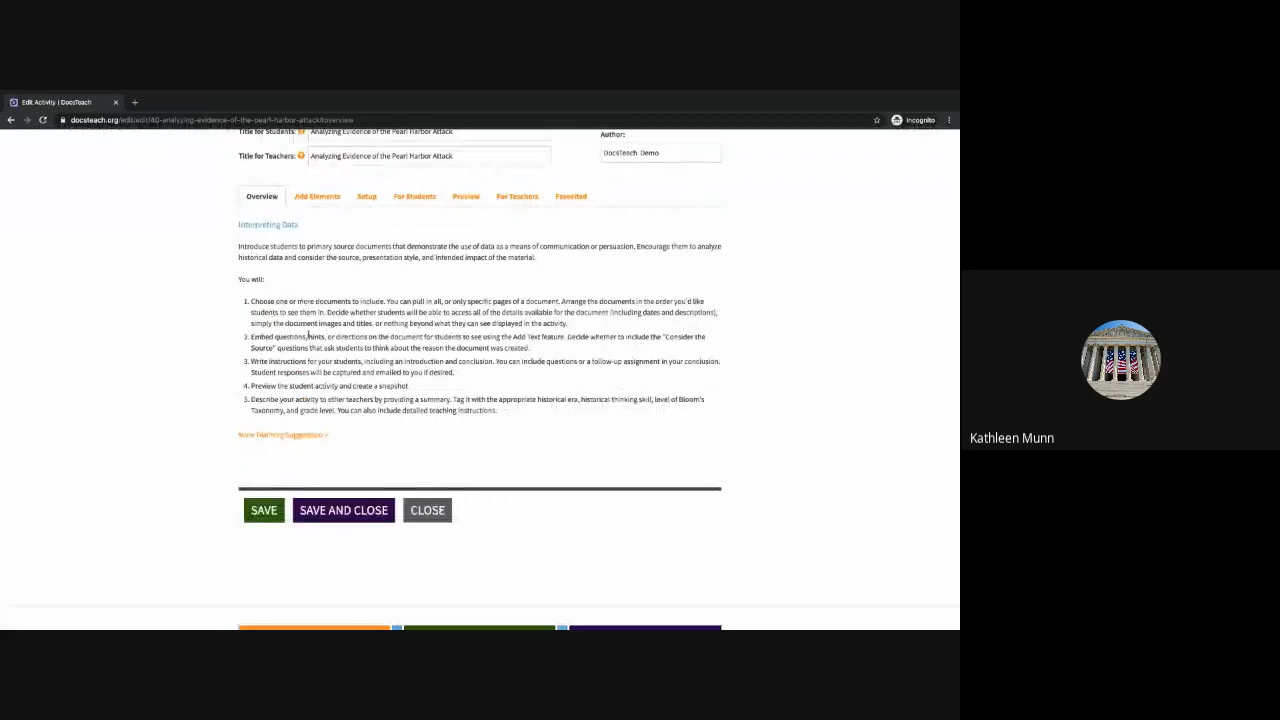 Edit Activity | DocsTeach
docsteach.org/edit/edit/40-analyzing-evidence-of-the-pearl-harbor-attack#overview
Incognito
Title for Students:
Analyzing Evidence of the Pearl Harbor Attack
Author:
Title for Teachers:
Analyzing Evidence of the Pearl Harbor Attack
DocsTeach Demo
Overview
Add Elements
Setup
For Students
Preview
For Teachers
Favorited
Interpreting Data
Introduce students to primary source documents that demonstrate the use of data as a means of communication or persuasion. Encourage them to analyze
historical data and consider the source, presentation style, and intended impact of the material.
You will:
1. Choose one or more documents to include. You can pull in all, or only specific pages of a document. Arrange the documents in the order you'd like
students to see them in. Decide whether students will be able to access all of the details available for the document (including dates and descriptions),
simply the document images and titles, or nothing beyond what they can see displayed in the activity.
2. Embed questions, hints, or directions on the document for students to see using the Add Text feature. Decide whether to include the "Consider the
Source" questions that ask students to think about the reason the document was created.
3. Write instructions for your students, including an introduction and conclusion. You can include questions or a follow-up assignment in your conclusion.
Student responses will be captured and emailed to you if desired.
4. Preview the student activity and create a snapshot.
5. Describe your activity to other teachers by providing a summary. Tag it with the appropriate historical era, historical thinking skill, level of Bloom's
Taxonomy, and grade level. You can also include detailed teaching instructions.
More Teaching Suggestions >
SAVE
SAVE AND CLOSE
CLOSE
Kathleen Munn